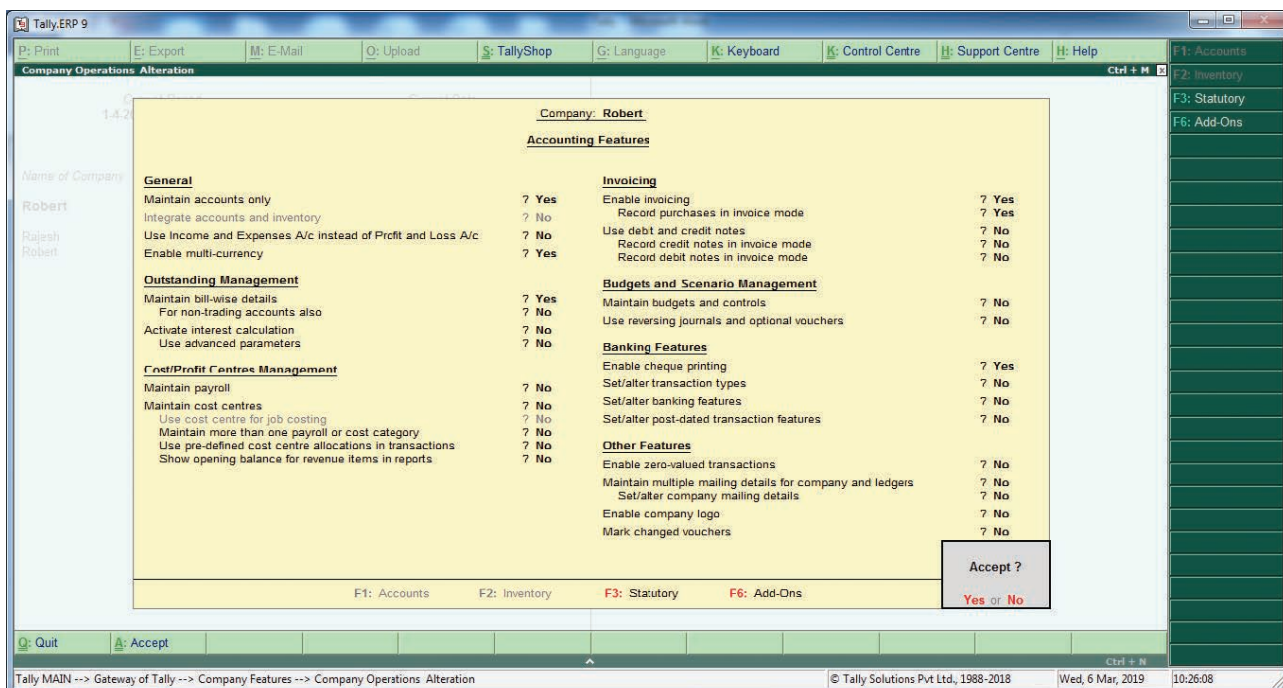 Tally.ERP 9
P: Print E: Export M: E-Mail O: Upload S: TallyShop G: Language K: Keyboard K: Control Centre H: Support Centre H: Help
F1: Accounts
F2: Inventory
F3: Statutory
F6: Add-Ons
Company Operations Alteration Ctrl + M
1-4-20
Name of Company
Robert
Rajesh
Robert
Company: Robert
Accounting Features
General
Maintain accounts only ? Yes
Integrate accounts and inventory ? No
Use Income and Expenses A/c instead of Profit and Loss A/c ? No
Enable multi-currency ? Yes
Outstanding Management
Maintain bill-wise details ? Yes
For non-trading accounts also ? No
Activate interest calculation ? No
Use advanced parameters ? No
Cost/Profit Centres Management
Maintain payroll ? No
Maintain cost centres ? No
Use cost centre for job costing ? No
Maintain more than one payroll or cost category ? No
Use pre-defined cost centre allocations in transactions ? No
Show opening balance for revenue items in reports ? No
Invoicing
Enable invoicing ? Yes
Record purchases in invoice mode ? Yes
Use debit and credit notes ? No
Record credit notes in invoice mode ? No
Record debit notes in invoice mode ? No
Budgets and Scenario Management
Maintain budgets and controls ? No
Use reversing journals and optional vouchers ? No
Banking Features
Enable cheque printing ? Yes
Set/alter transaction types ? No
Set/alter banking features ? No
Set/alter post-dated transaction features ? No
Other Features
Enable zero-valued transactions ? No
Maintain multiple mailing details for company and ledgers ? No
Set/alter company mailing details ? No
Enable company logo ? No
Mark changed vouchers ? No
Accept ?
Yes or No
F1: Accounts F2: Inventory F3: Statutory F6: Add-Ons
Q: Quit A: Accept
Ctrl + N
Tally MAIN --> Gateway of Tally --> Company Features --> Company Operations Alteration © Tally Solutions Pvt Ltd., 1988-2018 Wed, 6 Mar, 2019 10:26:08